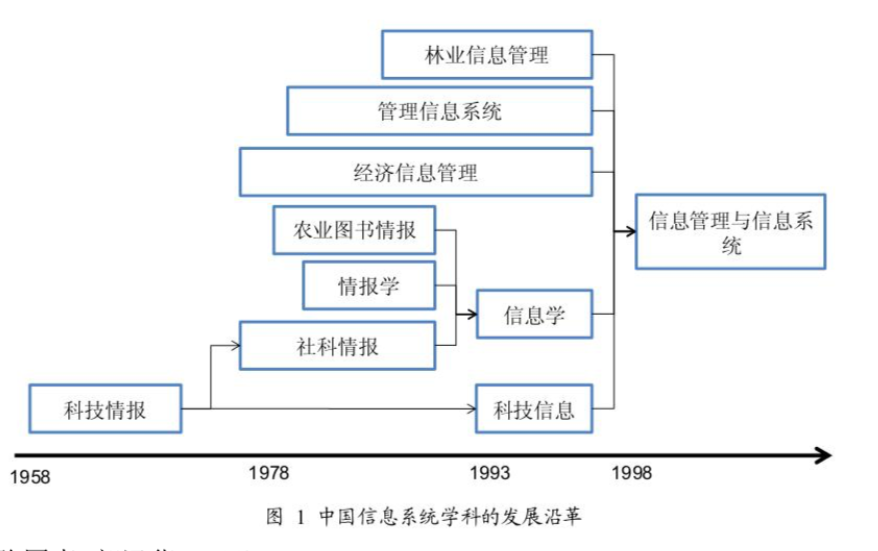 林业信息管理
管理信息系统
经济信息管理
农业图书情报
信息管理与信息系
统
情报学
信息学
社科情报
科技情报
科技信息
1958
1978
1993
1998
图 1 中国信息系统学科的发展沿革